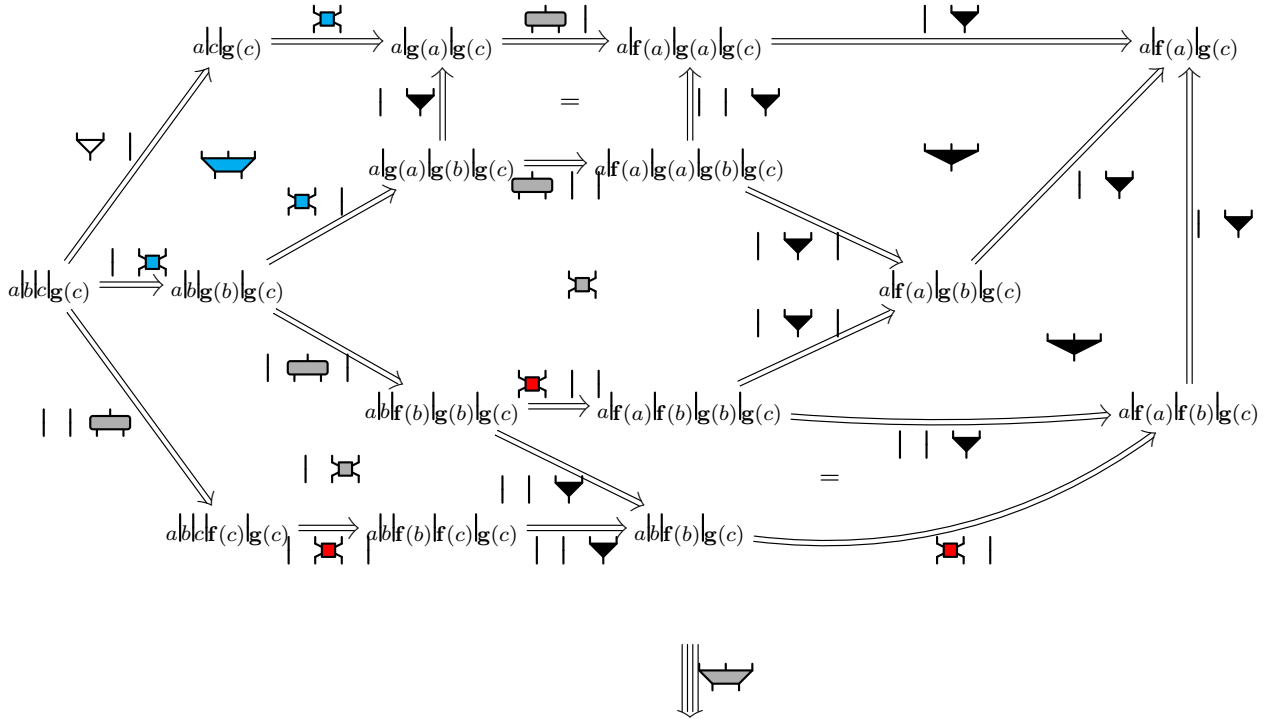 a|c|g(c) a|g(a)|g(c) a|f(a)|g(a)|g(c) a|f(a)|g(c)
=
a|g(a)|g(b)|g(c) a|f(a)|g(a)|g(b)|g(c)
a|b|c|g(c) a|b|g(b)|g(c) a|f(a)|g(b)|g(c)
a|b|f(b)|g(b)|g(c) a|f(a)|f(b)|g(b)|g(c) a|f(a)|f(b)|g(c)
=
a|b|c|f(c)|g(c) a|b|f(b)|f(c)|g(c) a|b|f(b)|g(c)